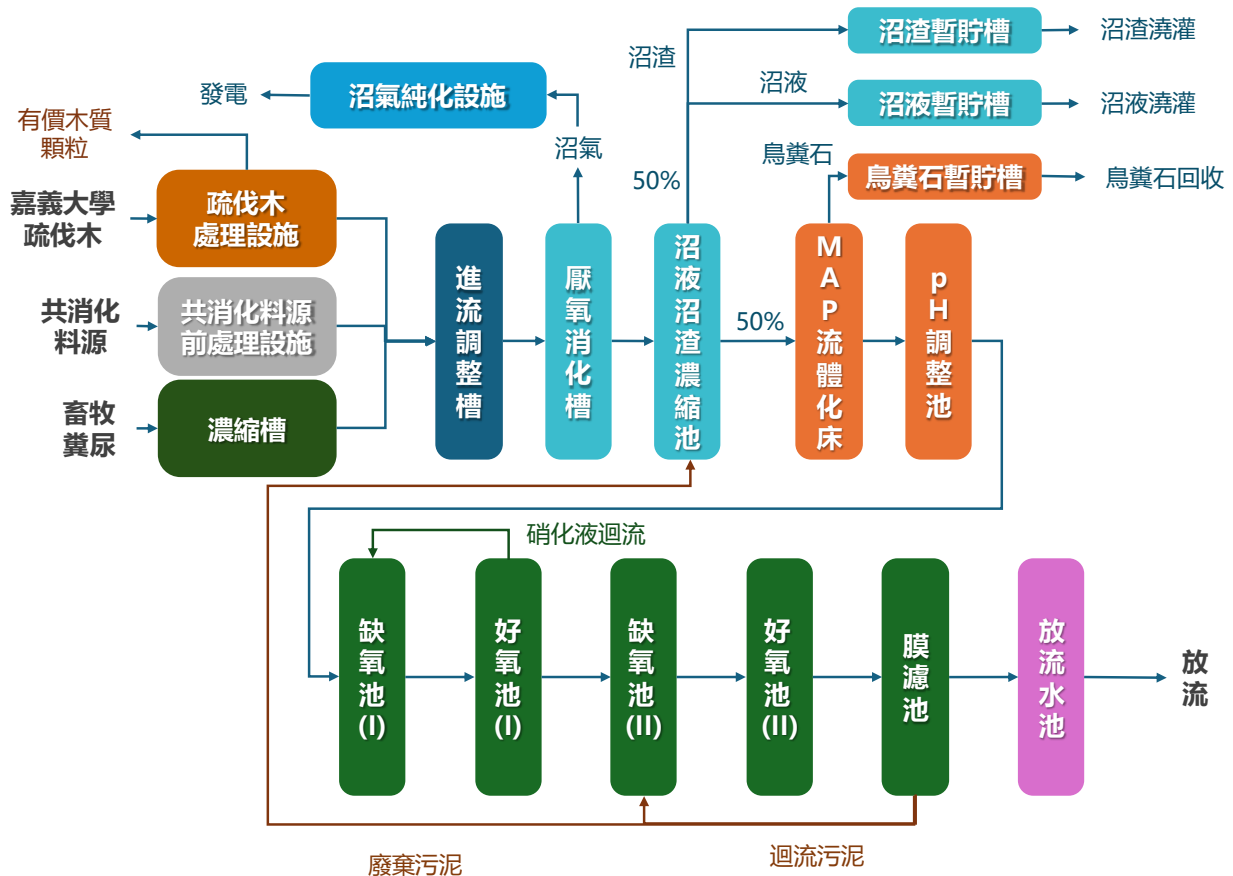 沼渣暫貯槽
沼渣澆灌
沼渣
沼液
沼液暫貯槽
沼液澆灌
發電
沼氣純化設施
有價木質
顆粒
沼氣
鳥糞石
50%
鳥糞石暫貯槽
鳥糞石回收
嘉義大學
疏伐木
疏伐木
處理設施
共消化
料源
共消化料源
前處理設施
畜牧
糞尿
濃縮槽
進流調整槽
厭氧消化槽
沼液沼渣濃縮池
50%
MAP流體化床
pH調整池
硝化液迴流
缺氧池(I)
好氧池(I)
缺氧池(II)
好氧池(II)
膜濾池
放流水池
放流
廢棄污泥
迴流污泥